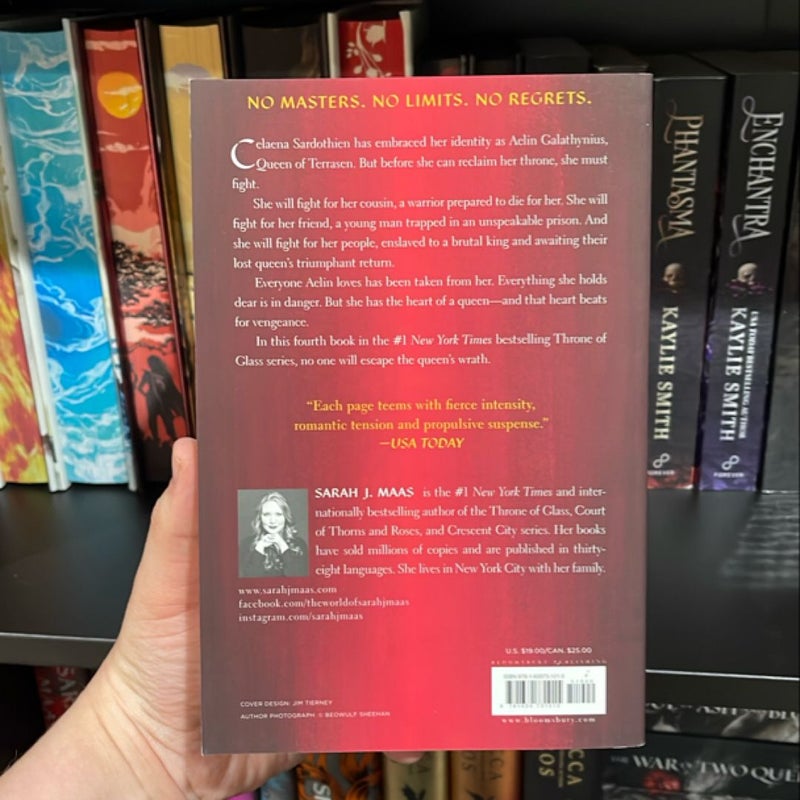 NO MASTERS. NO LIMITS. NO REGRETS.
Celaena Sardothien has embraced her identity as Aelin Galathynius,
Queen of Terrasen. But before she can reclaim her throne, she must
fight.
She will fight for her cousin, a warrior prepared to die for her. She will
fight for her friend, a young man trapped in an unspeakable prison. And
she will fight for her people, enslaved to a brutal king and awaiting their
lost queen's triumphant return.
Everyone Aelin loves has been taken from her. Everything she holds
dear is in danger. But she has the heart of a queen—and that heart beats
for vengeance.
In this fourth book in the #1 New York Times bestselling Throne of
Glass series, no one will escape the queen's wrath.
"Each page teems with fierce intensity,
romantic tension and propulsive suspense."
—USA TODAY
SARAH J. MAAS is the #1 New York Times and inter-
nationally bestselling author of the Throne of Glass, Court
of Thorns and Roses, and Crescent City series. Her books
have sold millions of copies and are published in thirty-
eight languages. She lives in New York City with her family.
www.sarahjmaas.com
facebook.com/theworldofsarahjmaas
instagram.com/sarahjmaas
U.S. $19.00/CAN. $25.00
BLOOMSBURY PUBLISHING
COVER DESIGN: JIM TIERNEY
AUTHOR PHOTOGRAPH © BEOWULF SHEEHAN
www.bloomsbury.com
PHANTASMA
KAYLIE SMITH
FOREVER
ENCHANTRA
USA TODAY BESTSELLING AUTHOR
KAYLIE SMITH
FOREVER
THE WAR OF TWO QUE